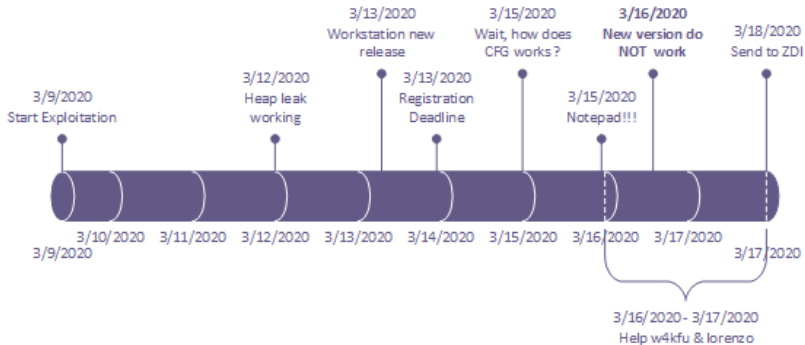 3/9/2020
Start Exploitation
3/12/2020
Heap leak
working
3/13/2020
Workstation new
release
3/13/2020
Registration
Deadline
3/15/2020
Wait, how does
CFG works ?
3/15/2020
Notepad!!!
3/16/2020
New version do
NOT work
3/18/2020
Send to ZDI
3/9/2020
3/10/2020
3/11/2020
3/12/2020
3/13/2020
3/14/2020
3/15/2020
3/16/2020
3/17/2020
3/17/2020
3/16/2020 - 3/17/2020
Help w4kfu & lorenzo